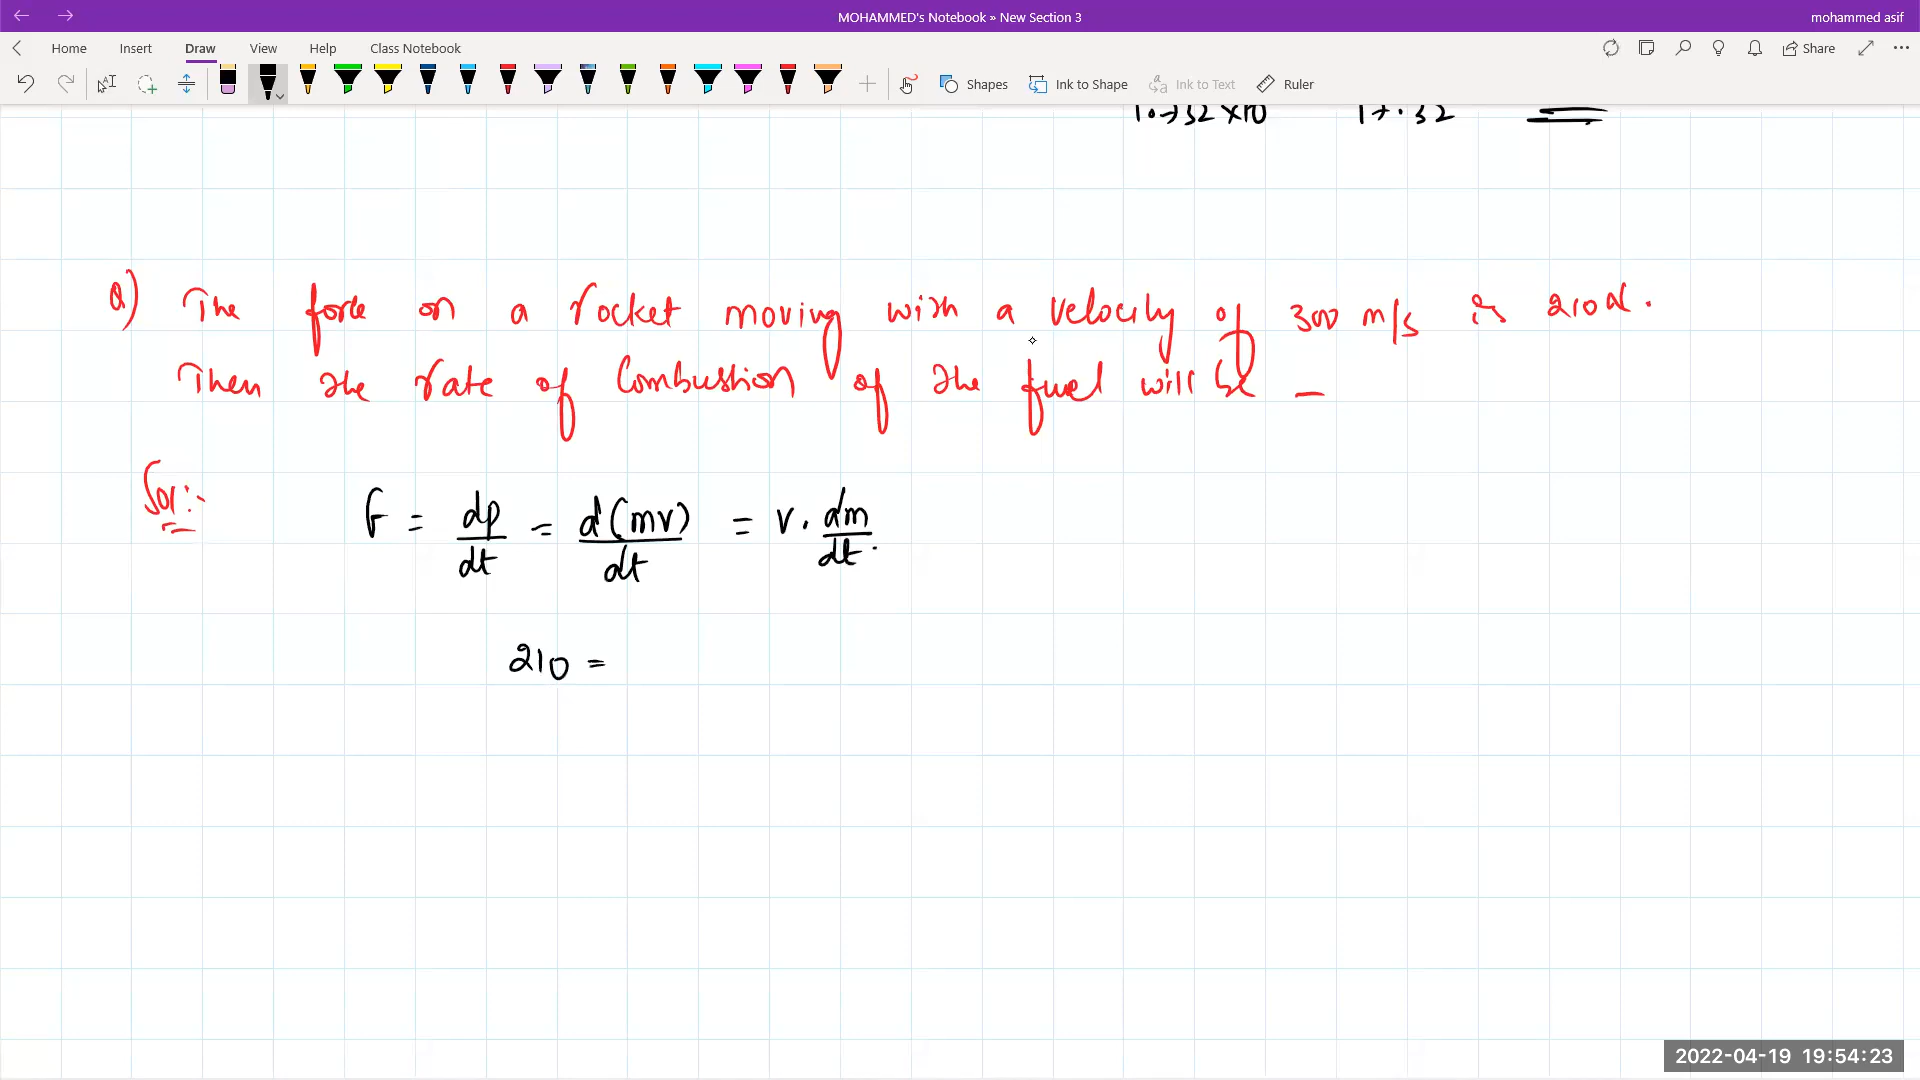 MOHAMMED's Notebook » New Section 3
mohammed asif
Home Insert Draw View Help Class Notebook
Share
Shapes Ink to Shape Ink to Text Ruler
17.32
Q) The force on a rocket moving with a velocity of 300 m/s is 210N.
Then the rate of Combustion of the fuel will be –
Sol:-
F = dp/dt = d(mv)/dt = v. dm/dt.
210 =
2022-04-19 19:54:23